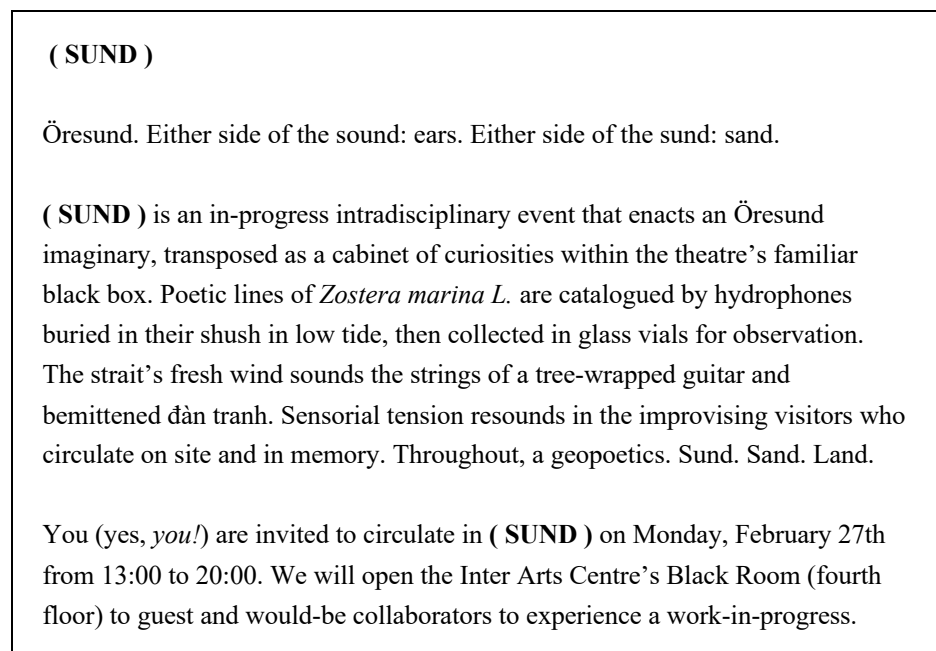 ( SUND )
Öresund. Either side of the sound: ears. Either side of the sund: sand.
( SUND ) is an in-progress intradisciplinary event that enacts an Öresund
imaginary, transposed as a cabinet of curiosities within the theatre’s familiar
black box. Poetic lines of Zostera marina L. are catalogued by hydrophones
buried in their shush in low tide, then collected in glass vials for observation.
The strait’s fresh wind sounds the strings of a tree-wrapped guitar and
bemittened đàn tranh. Sensorial tension resounds in the improvising visitors who
circulate on site and in memory. Throughout, a geopoetics. Sund. Sand. Land.
You (yes, you!) are invited to circulate in ( SUND ) on Monday, February 27th
from 13:00 to 20:00. We will open the Inter Arts Centre’s Black Room (fourth
floor) to guest and would-be collaborators to experience a work-in-progress.